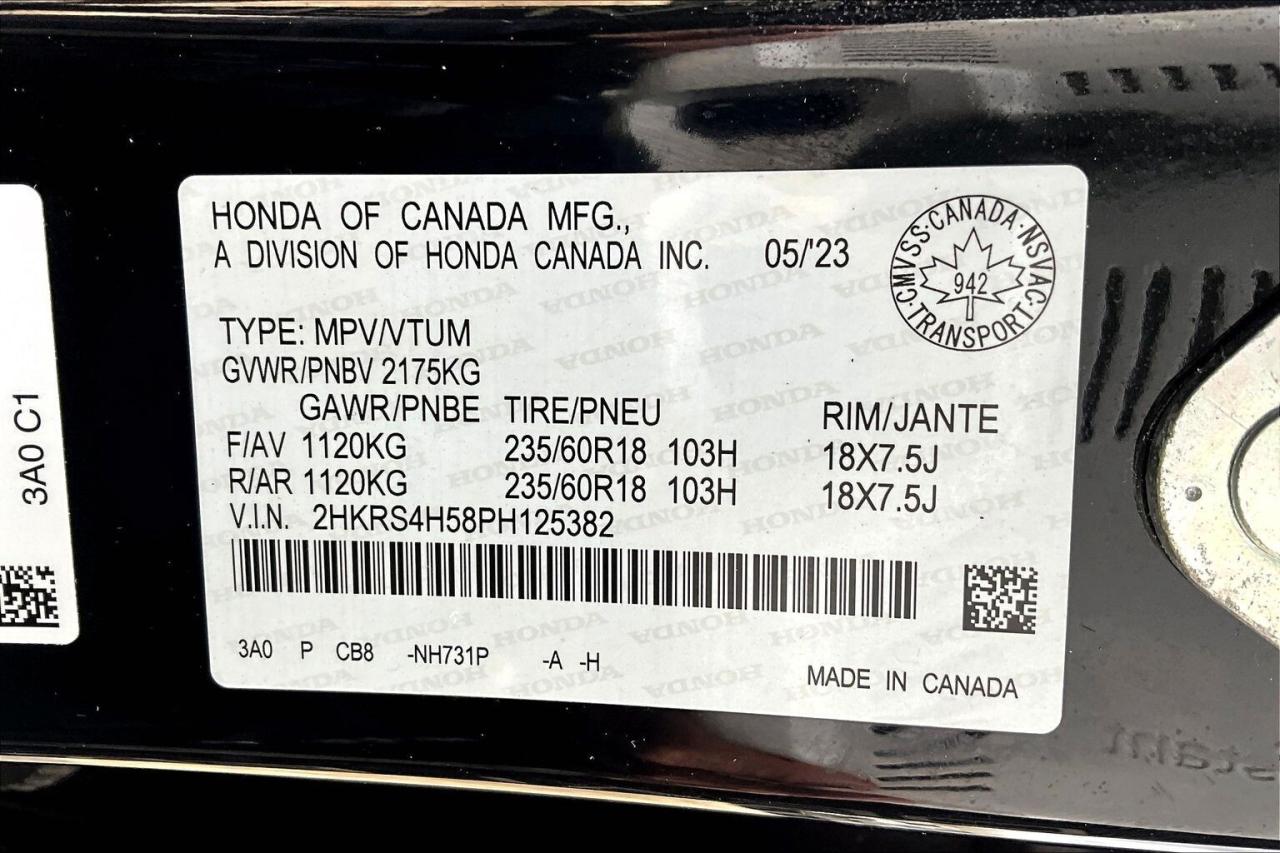 HONDA OF CANADA MFG.,
A DIVISION OF HONDA CANADA INC. 05/'23
CMVSS·CANADA·NSVAC·TRANSPORT·
942
TYPE: MPV/VTUM
GVWR/PNBV 2175KG
GAWR/PNBE TIRE/PNEU RIM/JANTE
F/AV 1120KG 235/60R18 103H 18X7.5J
R/AR 1120KG 235/60R18 103H 18X7.5J
V.I.N. 2HKRS4H58PH125382
3A0 P CB8 -NH731P -A -H
MADE IN CANADA
3A0 C1